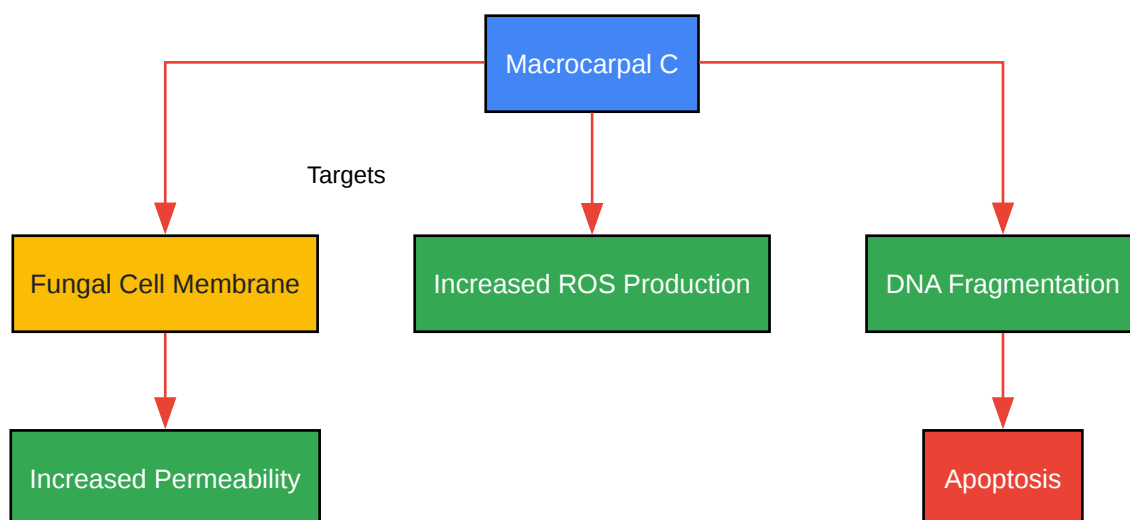 Macrocarpal C
Targets
Fungal Cell Membrane
Increased ROS Production
DNA Fragmentation
Increased Permeability
Apoptosis